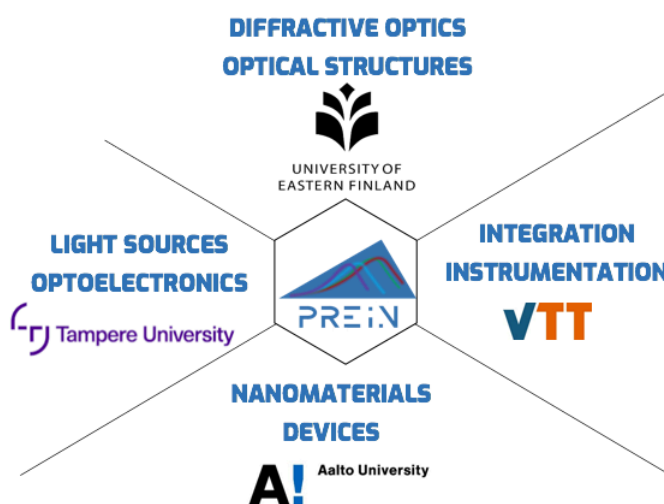 DIFFRACTIVE OPTICS
OPTICAL STRUCTURES
UNIVERSITY OF
EASTERN FINLAND
LIGHT SOURCES
OPTOELECTRONICS
Tampere University
PREIN
INTEGRATION
INSTRUMENTATION
VTT
NANOMATERIALS
DEVICES
A! Aalto University